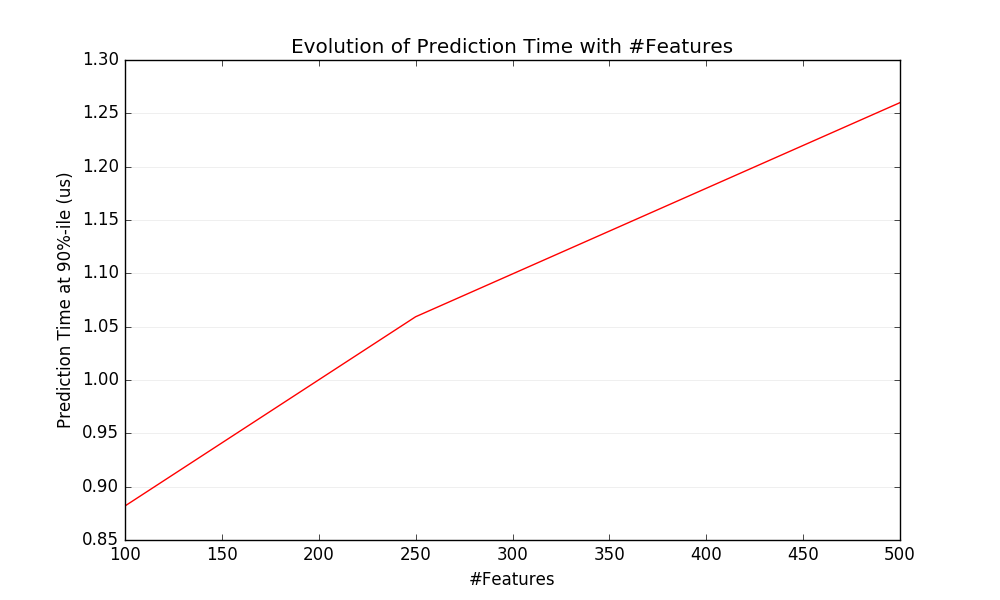 Evolution of Prediction Time with #Features
1.30
1.25
1.20
1.15
1.10
1.05
1.00
0.95
0.90
0.85
Prediction Time at 90%-ile (us)
100 150 200 250 300 350 400 450 500
#Features